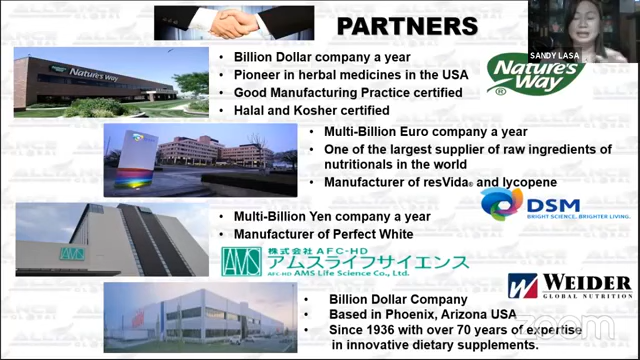 PARTNERS
SANDY LASA
Nature's Way
• Billion Dollar company a year
• Pioneer in herbal medicines in the USA
• Good Manufacturing Practice certified
• Halal and Kosher certified
Nature's
Way ®
• Multi-Billion Euro company a year
• One of the largest supplier of raw ingredients of
nutritionals in the world
• Manufacturer of resVida® and lycopene
DSM
BRIGHT SCIENCE. BRIGHTER LIVING.
• Multi-Billion Yen company a year
• Manufacturer of Perfect White
AMS
株式会社 AFC-HD
アムスライフサイエンス
AFC-HD AMS Life Science Co., Ltd.
WEIDER
GLOBAL NUTRITION
• Billion Dollar Company
• Based in Phoenix, Arizona USA
• Since 1936 with over 70 years of expertise
in innovative dietary supplements.
zoom